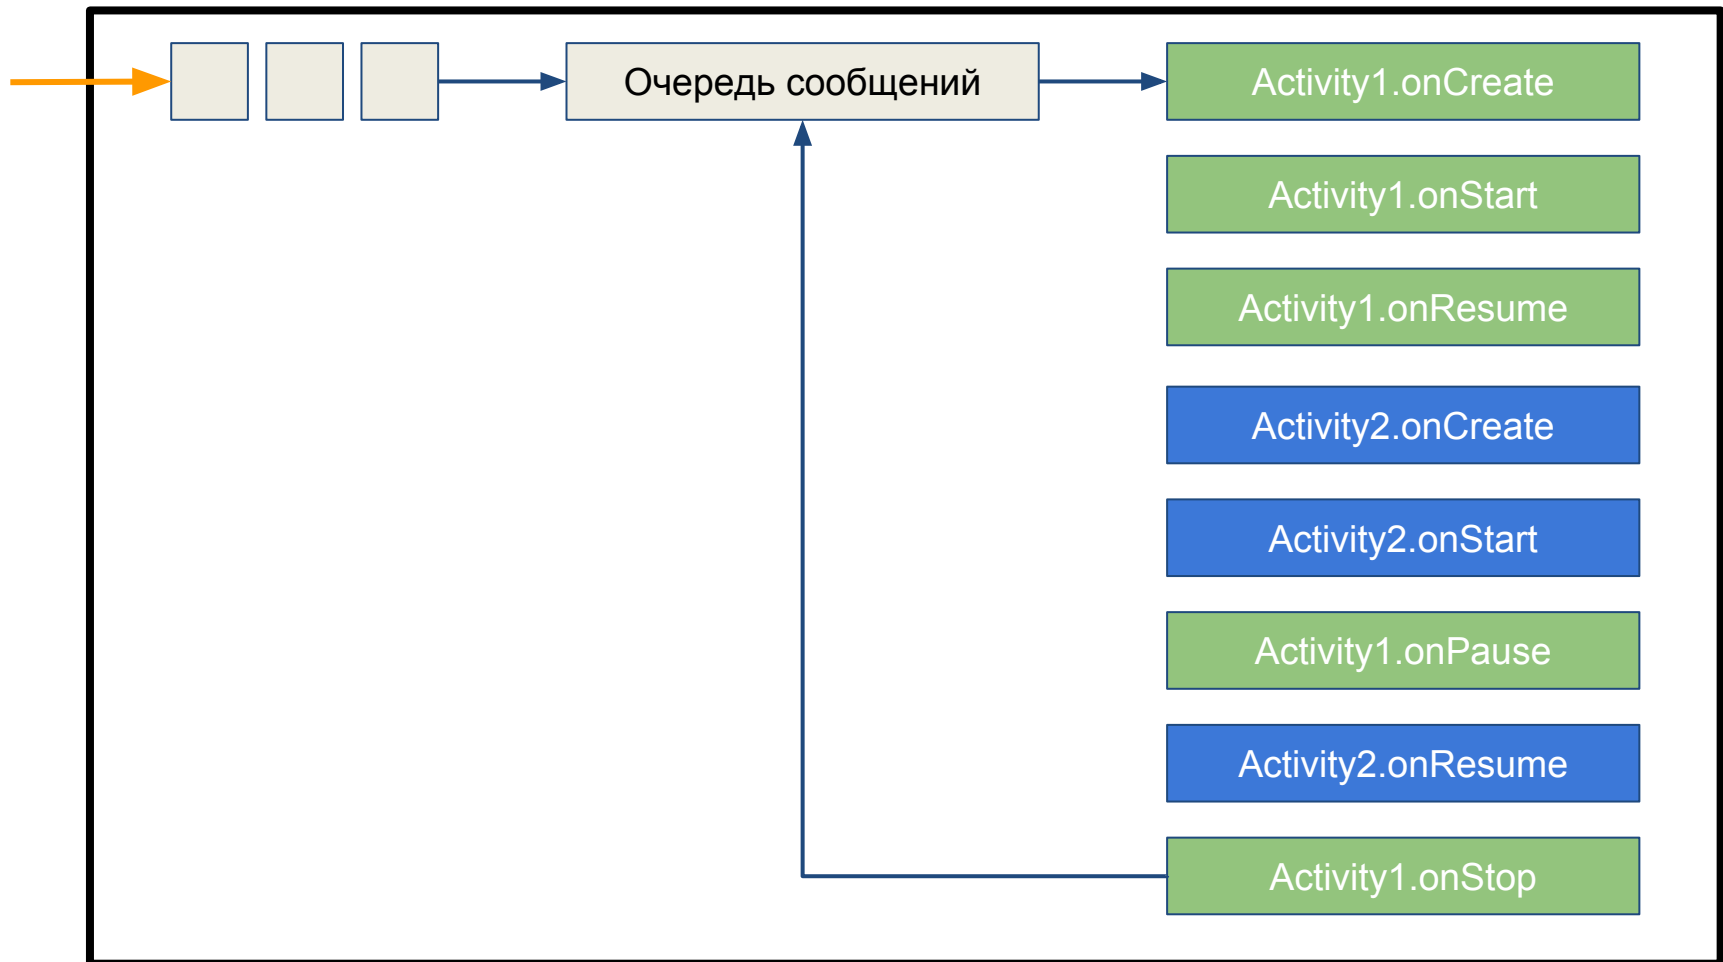 Очередь сообщений
Activity1.onCreate
Activity1.onStart
Activity1.onResume
Activity2.onCreate
Activity2.onStart
Activity1.onPause
Activity2.onResume
Activity1.onStop